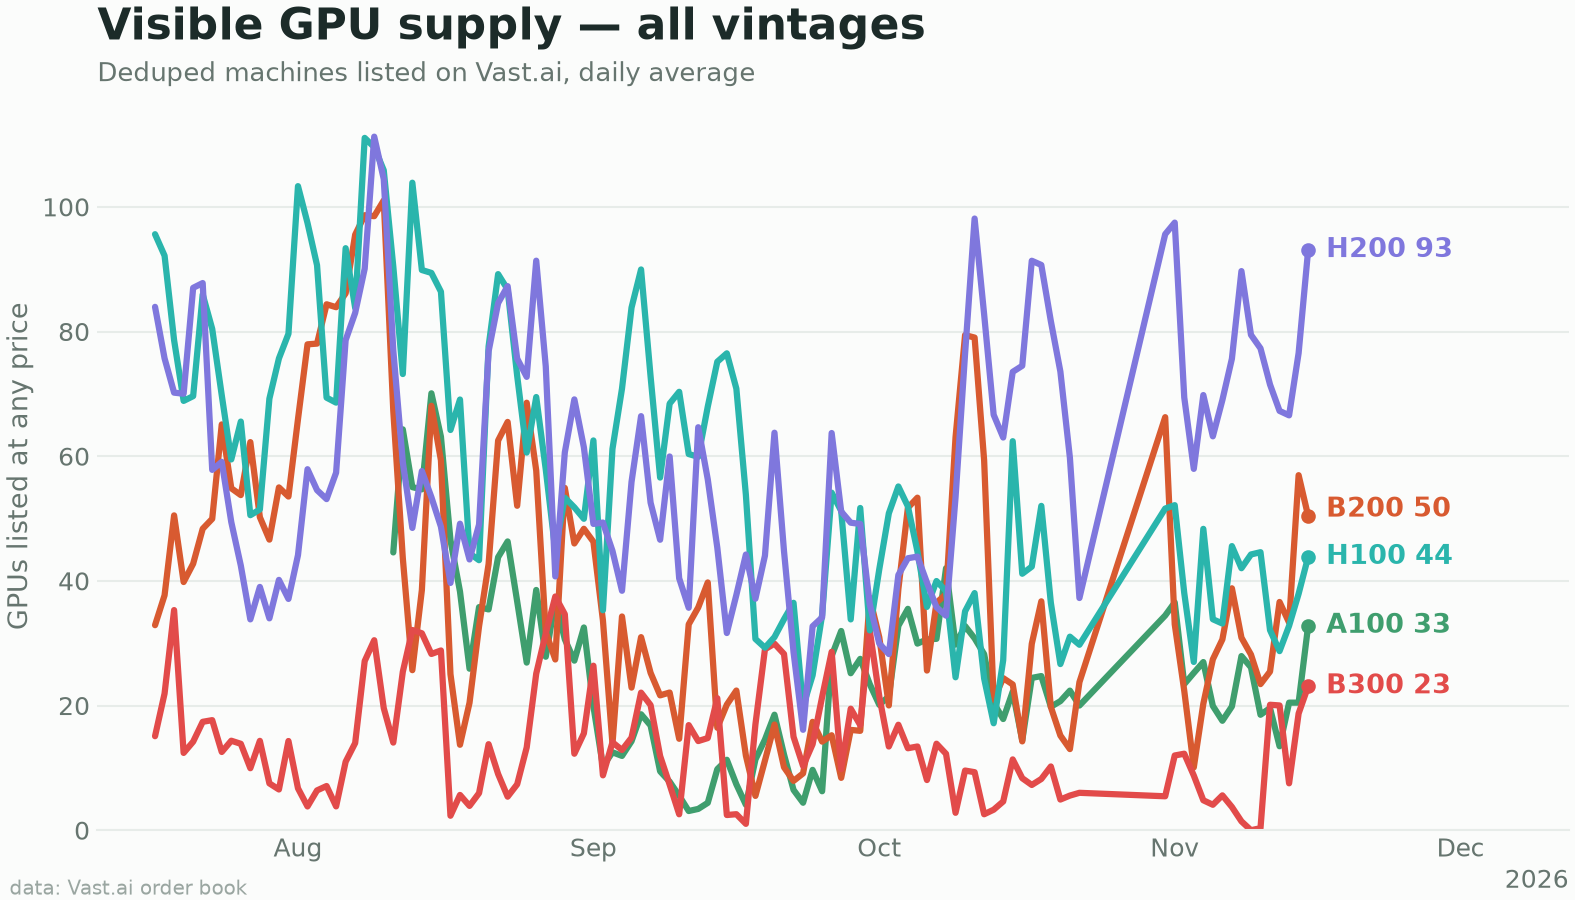 Visible GPU supply — all vintages
Deduped machines listed on Vast.ai, daily average
GPUs listed at any price
100
80
60
40
20
0
H200 93
B200 50
H100 44
A100 33
B300 23
Aug
Sep
Oct
Nov
Dec
2026
data: Vast.ai order book